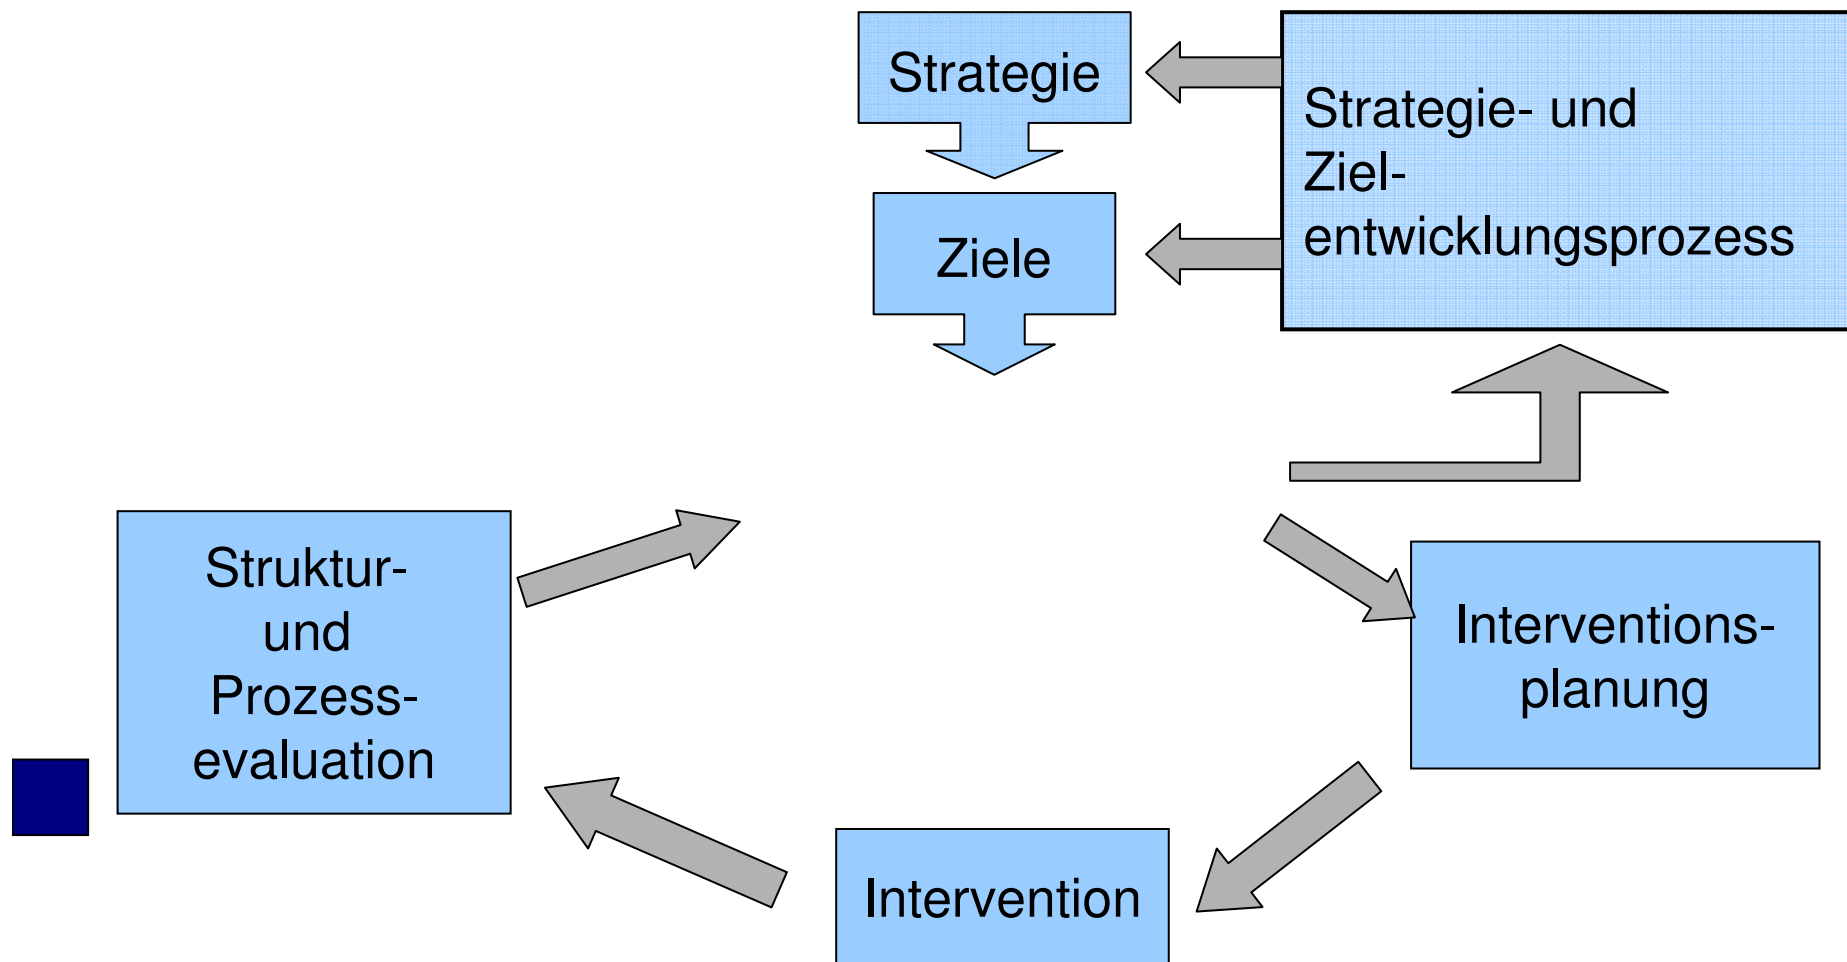 Strategie
Strategie- und
Ziel-
entwicklungsprozess
Ziele
Struktur-
und
Prozess-
evaluation
Interventions-
planung
Intervention